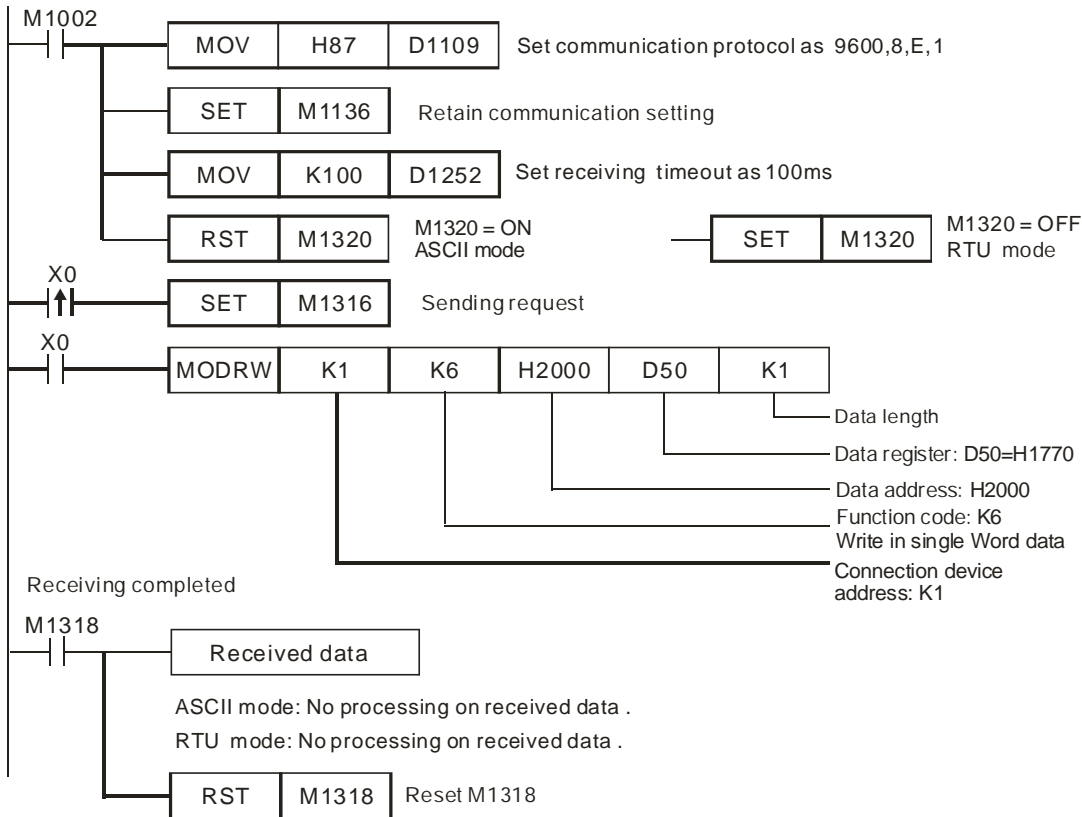 M1002
MOV H87 D1109 Set communication protocol as 9600,8,E,1
SET M1136 Retain communication setting
MOV K100 D1252 Set receiving timeout as 100ms
RST M1320 M1320 = ON
ASCII mode
SET M1320 M1320 = OFF
RTU mode
X0
SET M1316 Sending request
X0
MODRW K1 K6 H2000 D50 K1
Data length
Data register: D50=H1770
Data address: H2000
Function code: K6
Write in single Word data
Connection device
address: K1
Receiving completed
M1318
Received data
ASCII mode: No processing on received data .
RTU mode: No processing on received data .
RST M1318 Reset M1318